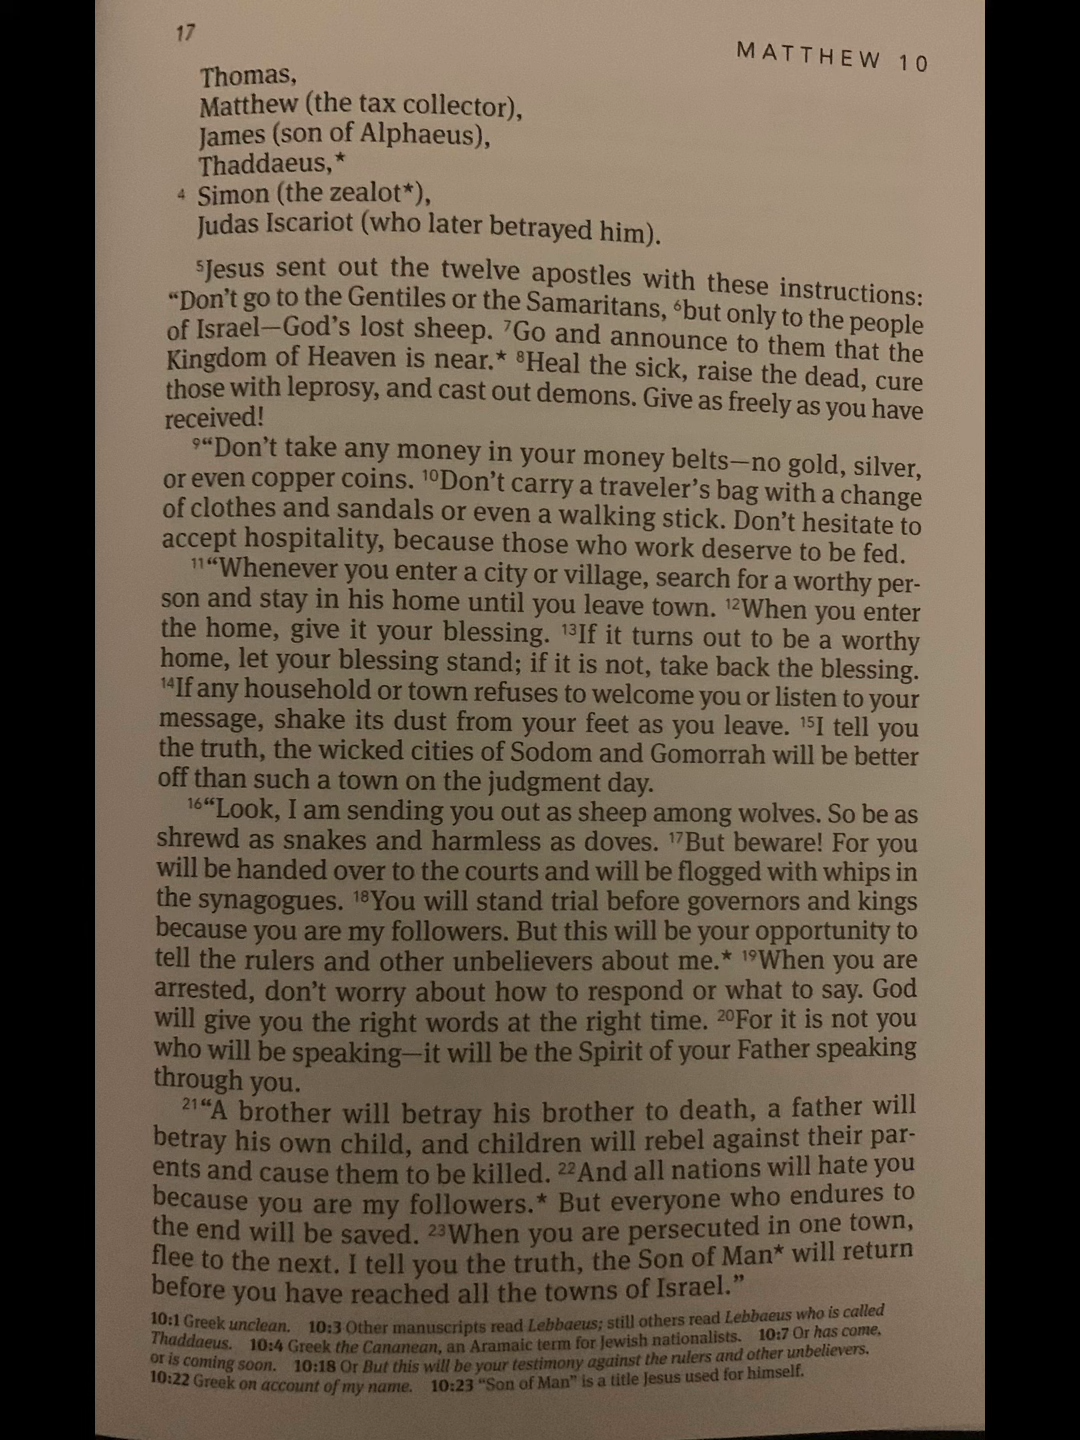 17
MATTHEW 10
Thomas,
Matthew (the tax collector),
James (son of Alphaeus),
Thaddaeus,*
4 Simon (the zealot*),
Judas Iscariot (who later betrayed him).
5Jesus sent out the twelve apostles with these instructions:
“Don’t go to the Gentiles or the Samaritans, 6but only to the people
of Israel—God’s lost sheep. 7Go and announce to them that the
Kingdom of Heaven is near.* 8Heal the sick, raise the dead, cure
those with leprosy, and cast out demons. Give as freely as you have
received!
9“Don’t take any money in your money belts—no gold, silver,
or even copper coins. 10Don’t carry a traveler’s bag with a change
of clothes and sandals or even a walking stick. Don’t hesitate to
accept hospitality, because those who work deserve to be fed.
11“Whenever you enter a city or village, search for a worthy per-
son and stay in his home until you leave town. 12When you enter
the home, give it your blessing. 13If it turns out to be a worthy
home, let your blessing stand; if it is not, take back the blessing.
14If any household or town refuses to welcome you or listen to your
message, shake its dust from your feet as you leave. 15I tell you
the truth, the wicked cities of Sodom and Gomorrah will be better
off than such a town on the judgment day.
16“Look, I am sending you out as sheep among wolves. So be as
shrewd as snakes and harmless as doves. 17But beware! For you
will be handed over to the courts and will be flogged with whips in
the synagogues. 18You will stand trial before governors and kings
because you are my followers. But this will be your opportunity to
tell the rulers and other unbelievers about me.* 19When you are
arrested, don’t worry about how to respond or what to say. God
will give you the right words at the right time. 20For it is not you
who will be speaking—it will be the Spirit of your Father speaking
through you.
21“A brother will betray his brother to death, a father will
betray his own child, and children will rebel against their par-
ents and cause them to be killed. 22And all nations will hate you
because you are my followers.* But everyone who endures to
the end will be saved. 23When you are persecuted in one town,
flee to the next. I tell you the truth, the Son of Man* will return
before you have reached all the towns of Israel.”
10:1 Greek unclean. 10:3 Other manuscripts read Lebbaeus; still others read Lebbaeus who is called
Thaddaeus. 10:4 Greek the Cananean, an Aramaic term for Jewish nationalists. 10:7 Or has come,
or is coming soon. 10:18 Or But this will be your testimony against the rulers and other unbelievers.
10:22 Greek on account of my name. 10:23 “Son of Man” is a title Jesus used for himself.